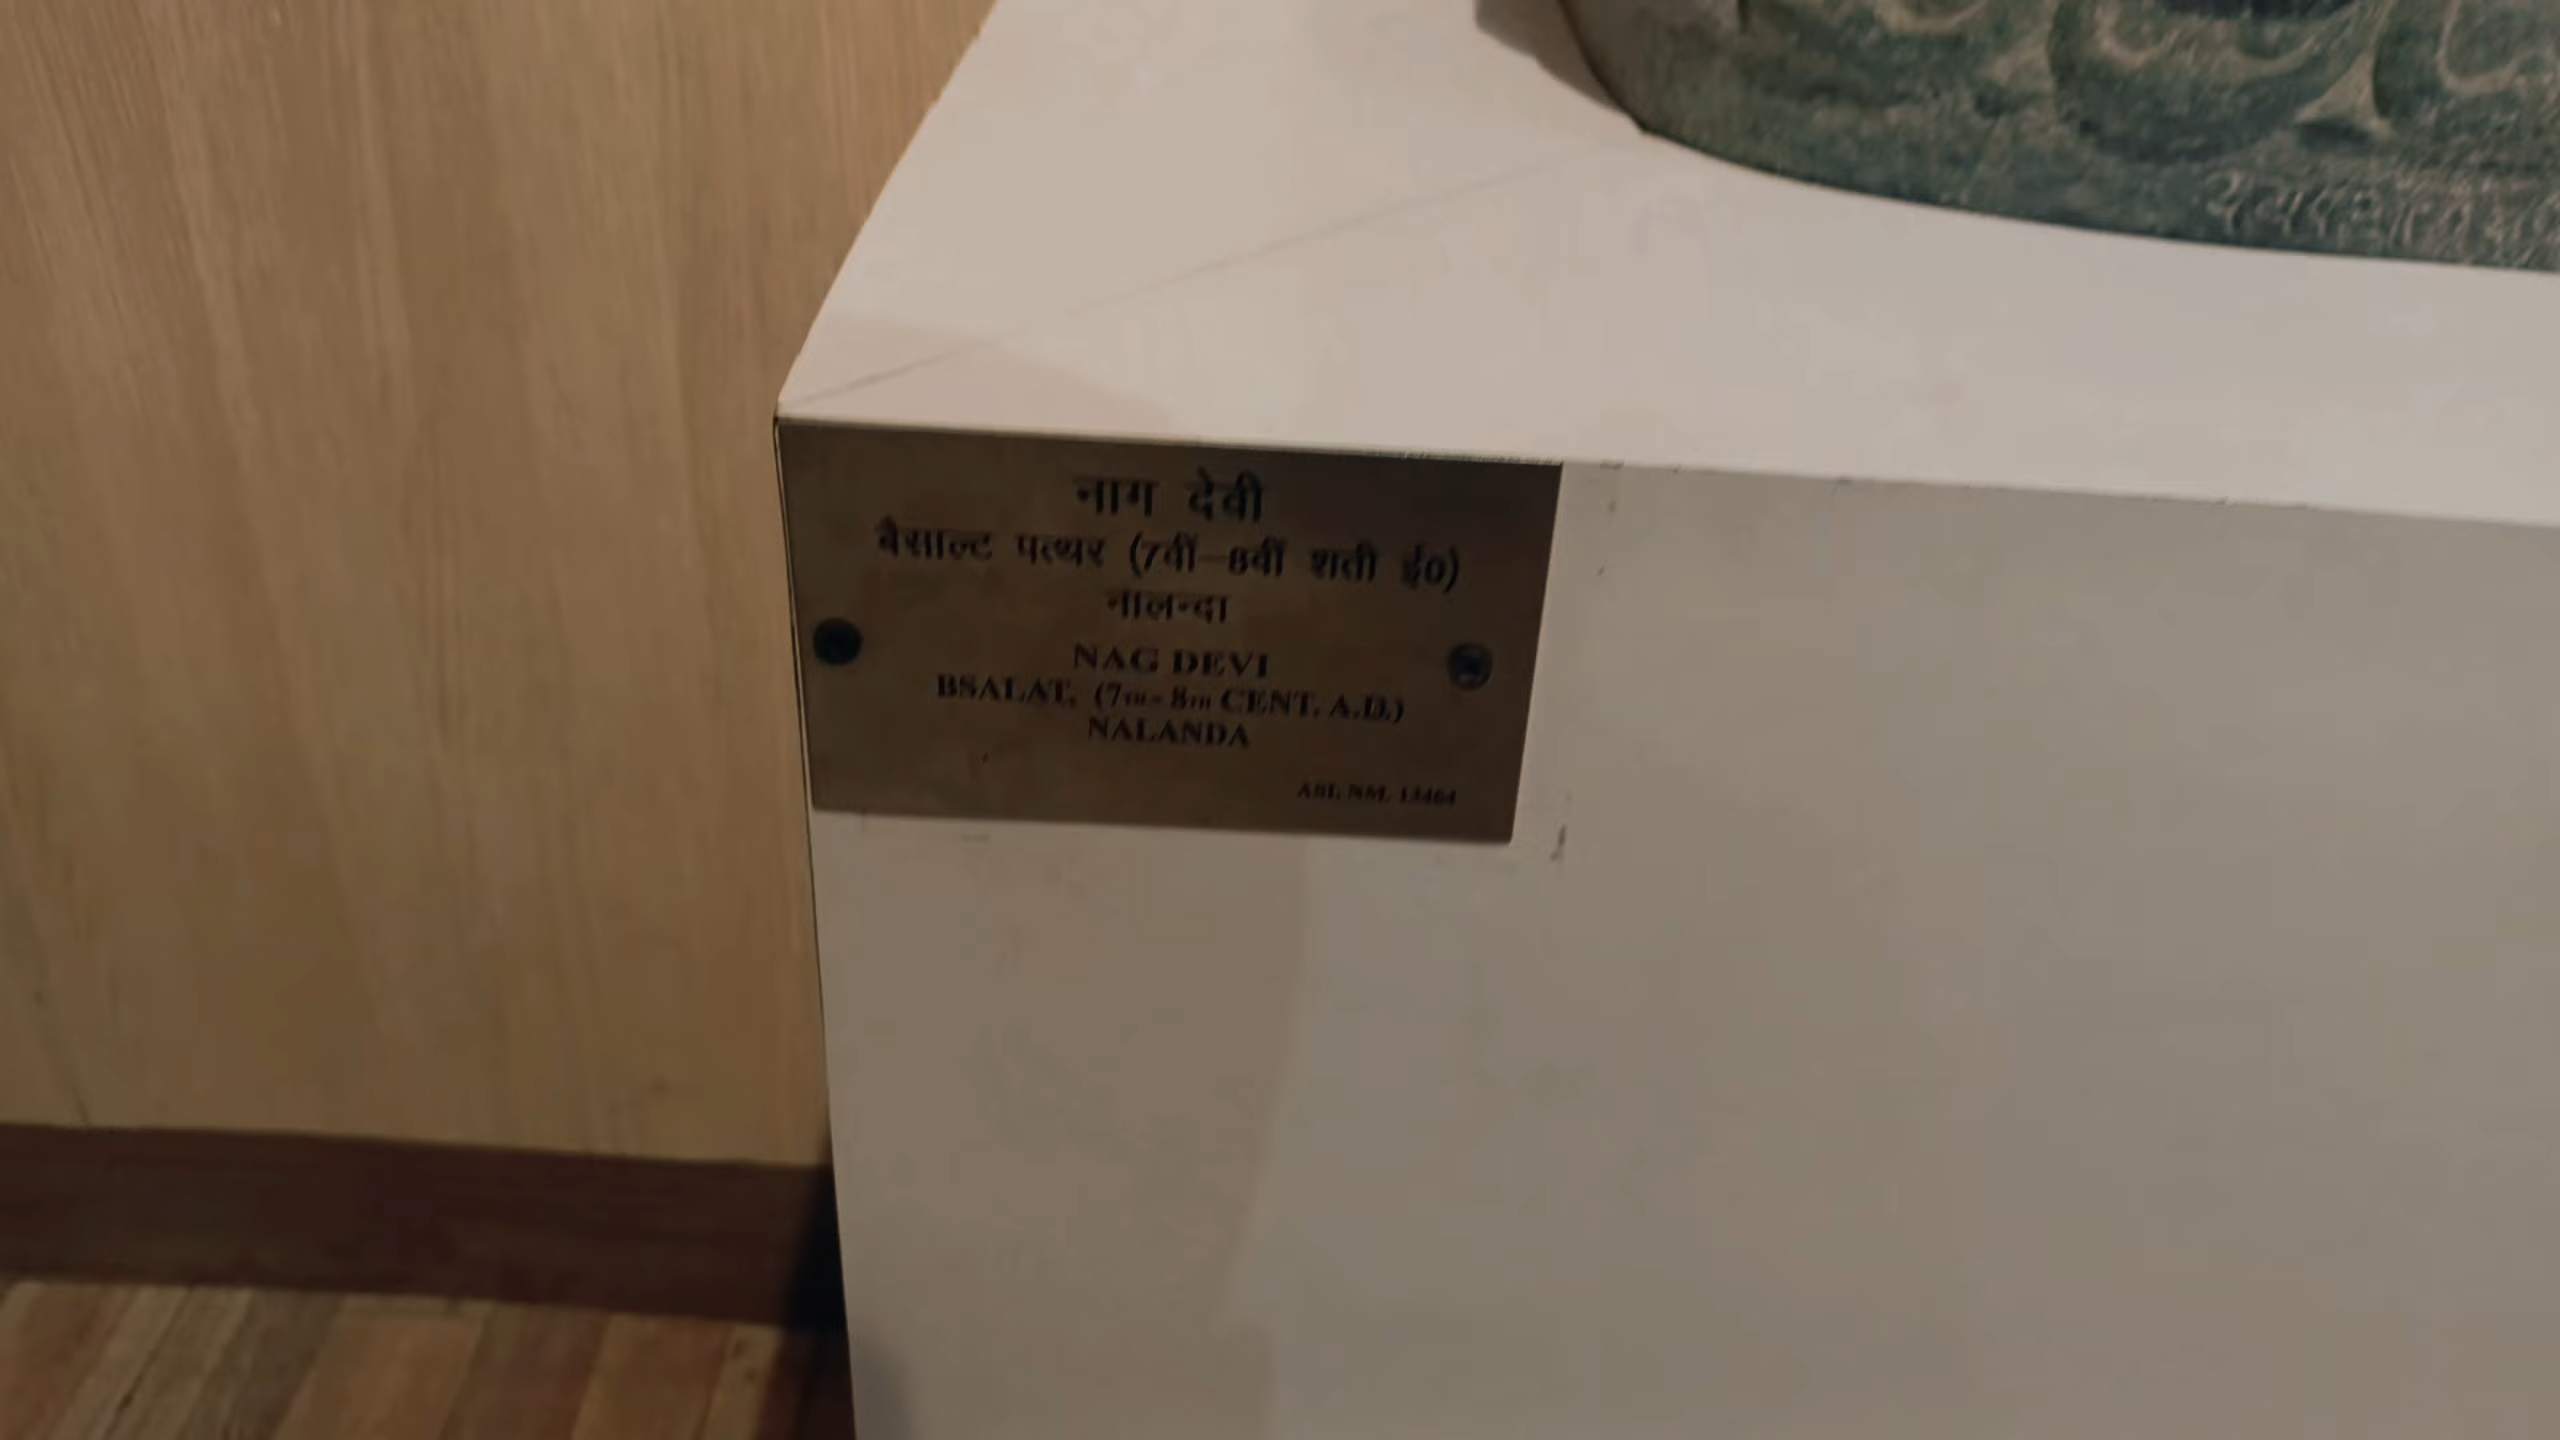 नाग देवी
बैसाल्ट पत्थर (7वीं-8वीं शती ई0)
नालन्दा
NAG DEVI
BSALAT, (7TH- 8TH CENT. A.D.)
NALANDA